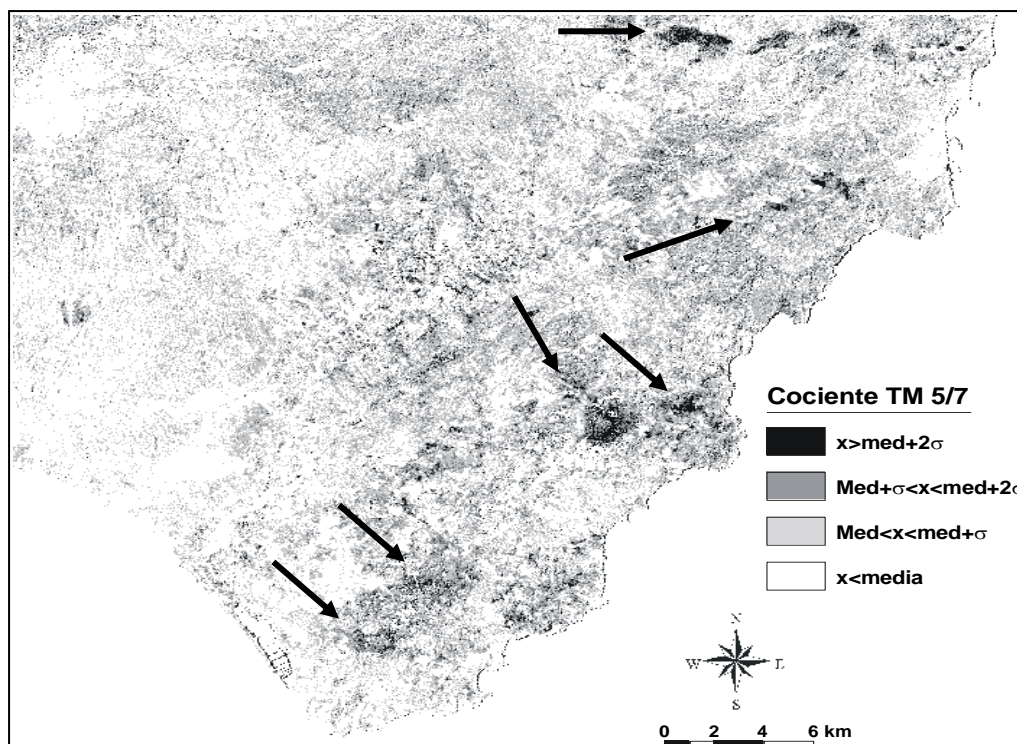 Cociente TM 5/7
x>med+2σ
Med+σ<x<med+2σ
Med<x<med+σ
x<media
N
W E
S
0 2 4 6 km